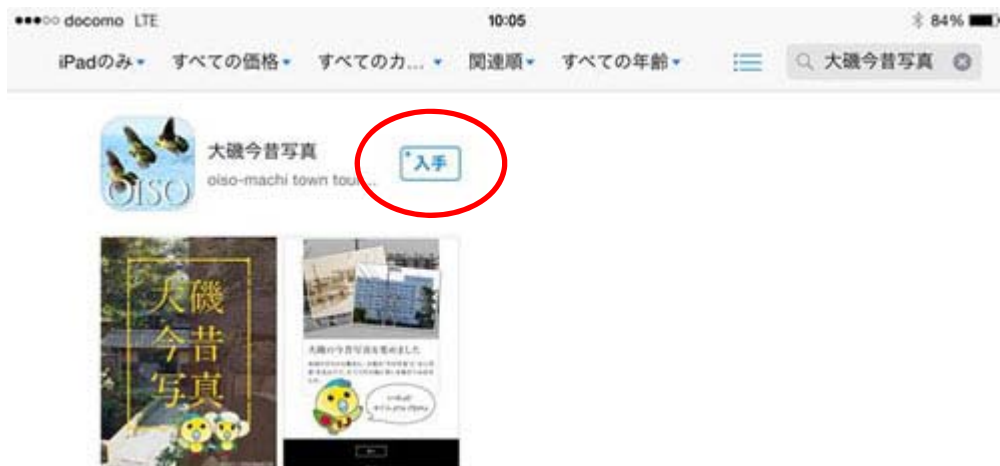 docomo LTE 10:05 84%
iPadのみ すべての価格 すべてのカ... 関連順 すべての年齢 大磯今昔写真
大磯今昔写真
oiso-machi town tour...
+入手
OISO
大磯
今昔
写真
大磯の今昔写真を集めました